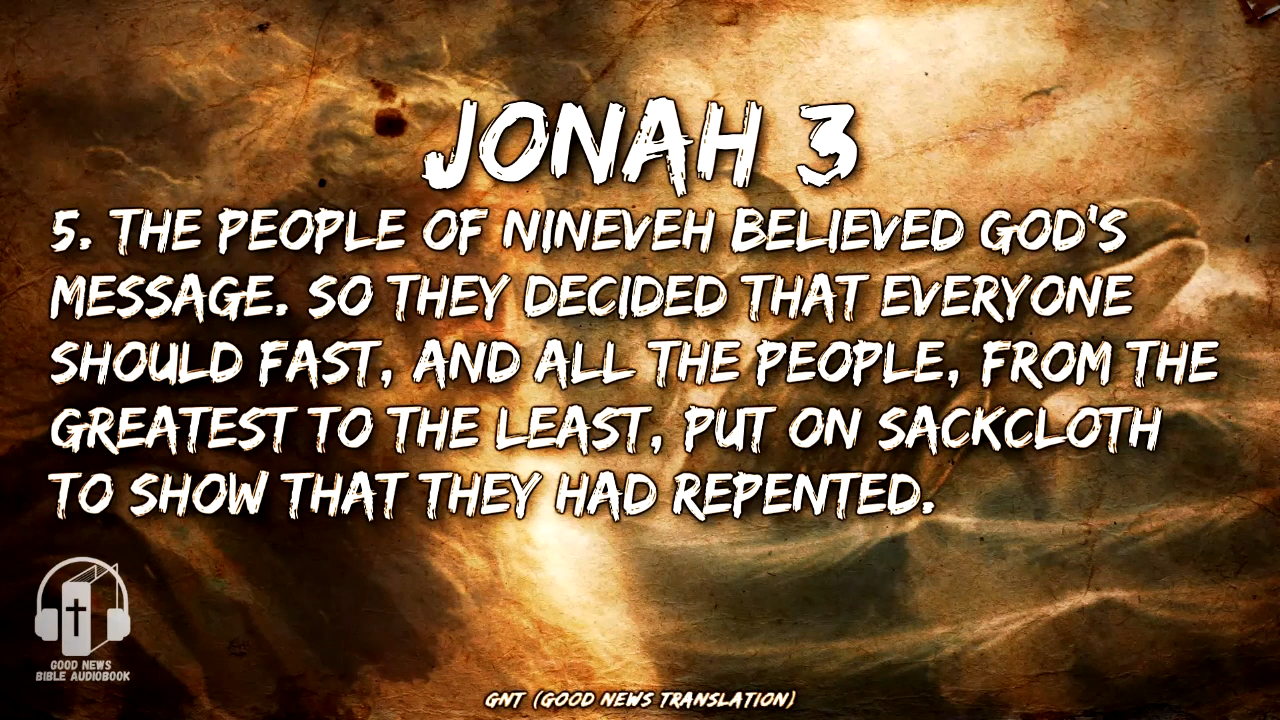 JONAH 3
5. THE PEOPLE OF NINEVEH BELIEVED GOD'S
MESSAGE. SO THEY DECIDED THAT EVERYONE
SHOULD FAST, AND ALL THE PEOPLE, FROM THE
GREATEST TO THE LEAST, PUT ON SACKCLOTH
TO SHOW THAT THEY HAD REPENTED.
GOOD NEWS
BIBLE AUDIOBOOK
GNT (GOOD NEWS TRANSLATION)